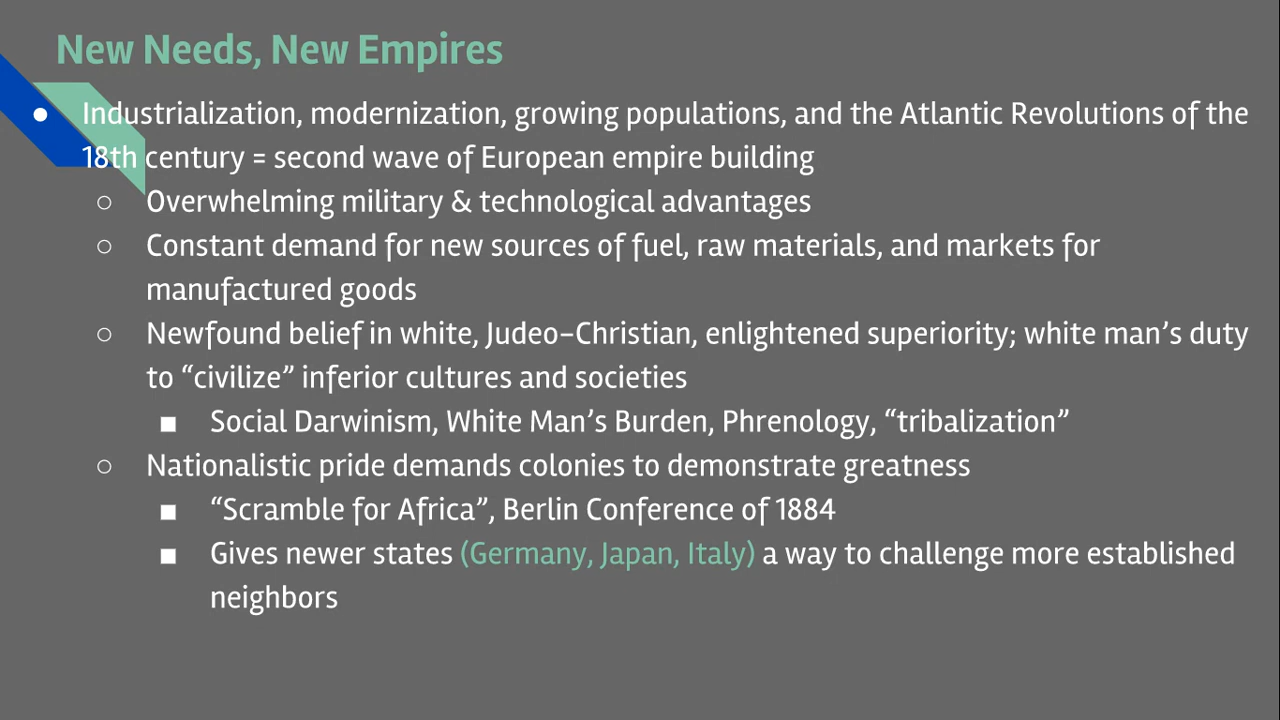 New Needs, New Empires
● Industrialization, modernization, growing populations, and the Atlantic Revolutions of the
18th century = second wave of European empire building
○ Overwhelming military & technological advantages
○ Constant demand for new sources of fuel, raw materials, and markets for
manufactured goods
○ Newfound belief in white, Judeo-Christian, enlightened superiority; white man’s duty
to “civilize” inferior cultures and societies
■ Social Darwinism, White Man’s Burden, Phrenology, “tribalization”
○ Nationalistic pride demands colonies to demonstrate greatness
■ “Scramble for Africa”, Berlin Conference of 1884
■ Gives newer states (Germany, Japan, Italy) a way to challenge more established
neighbors